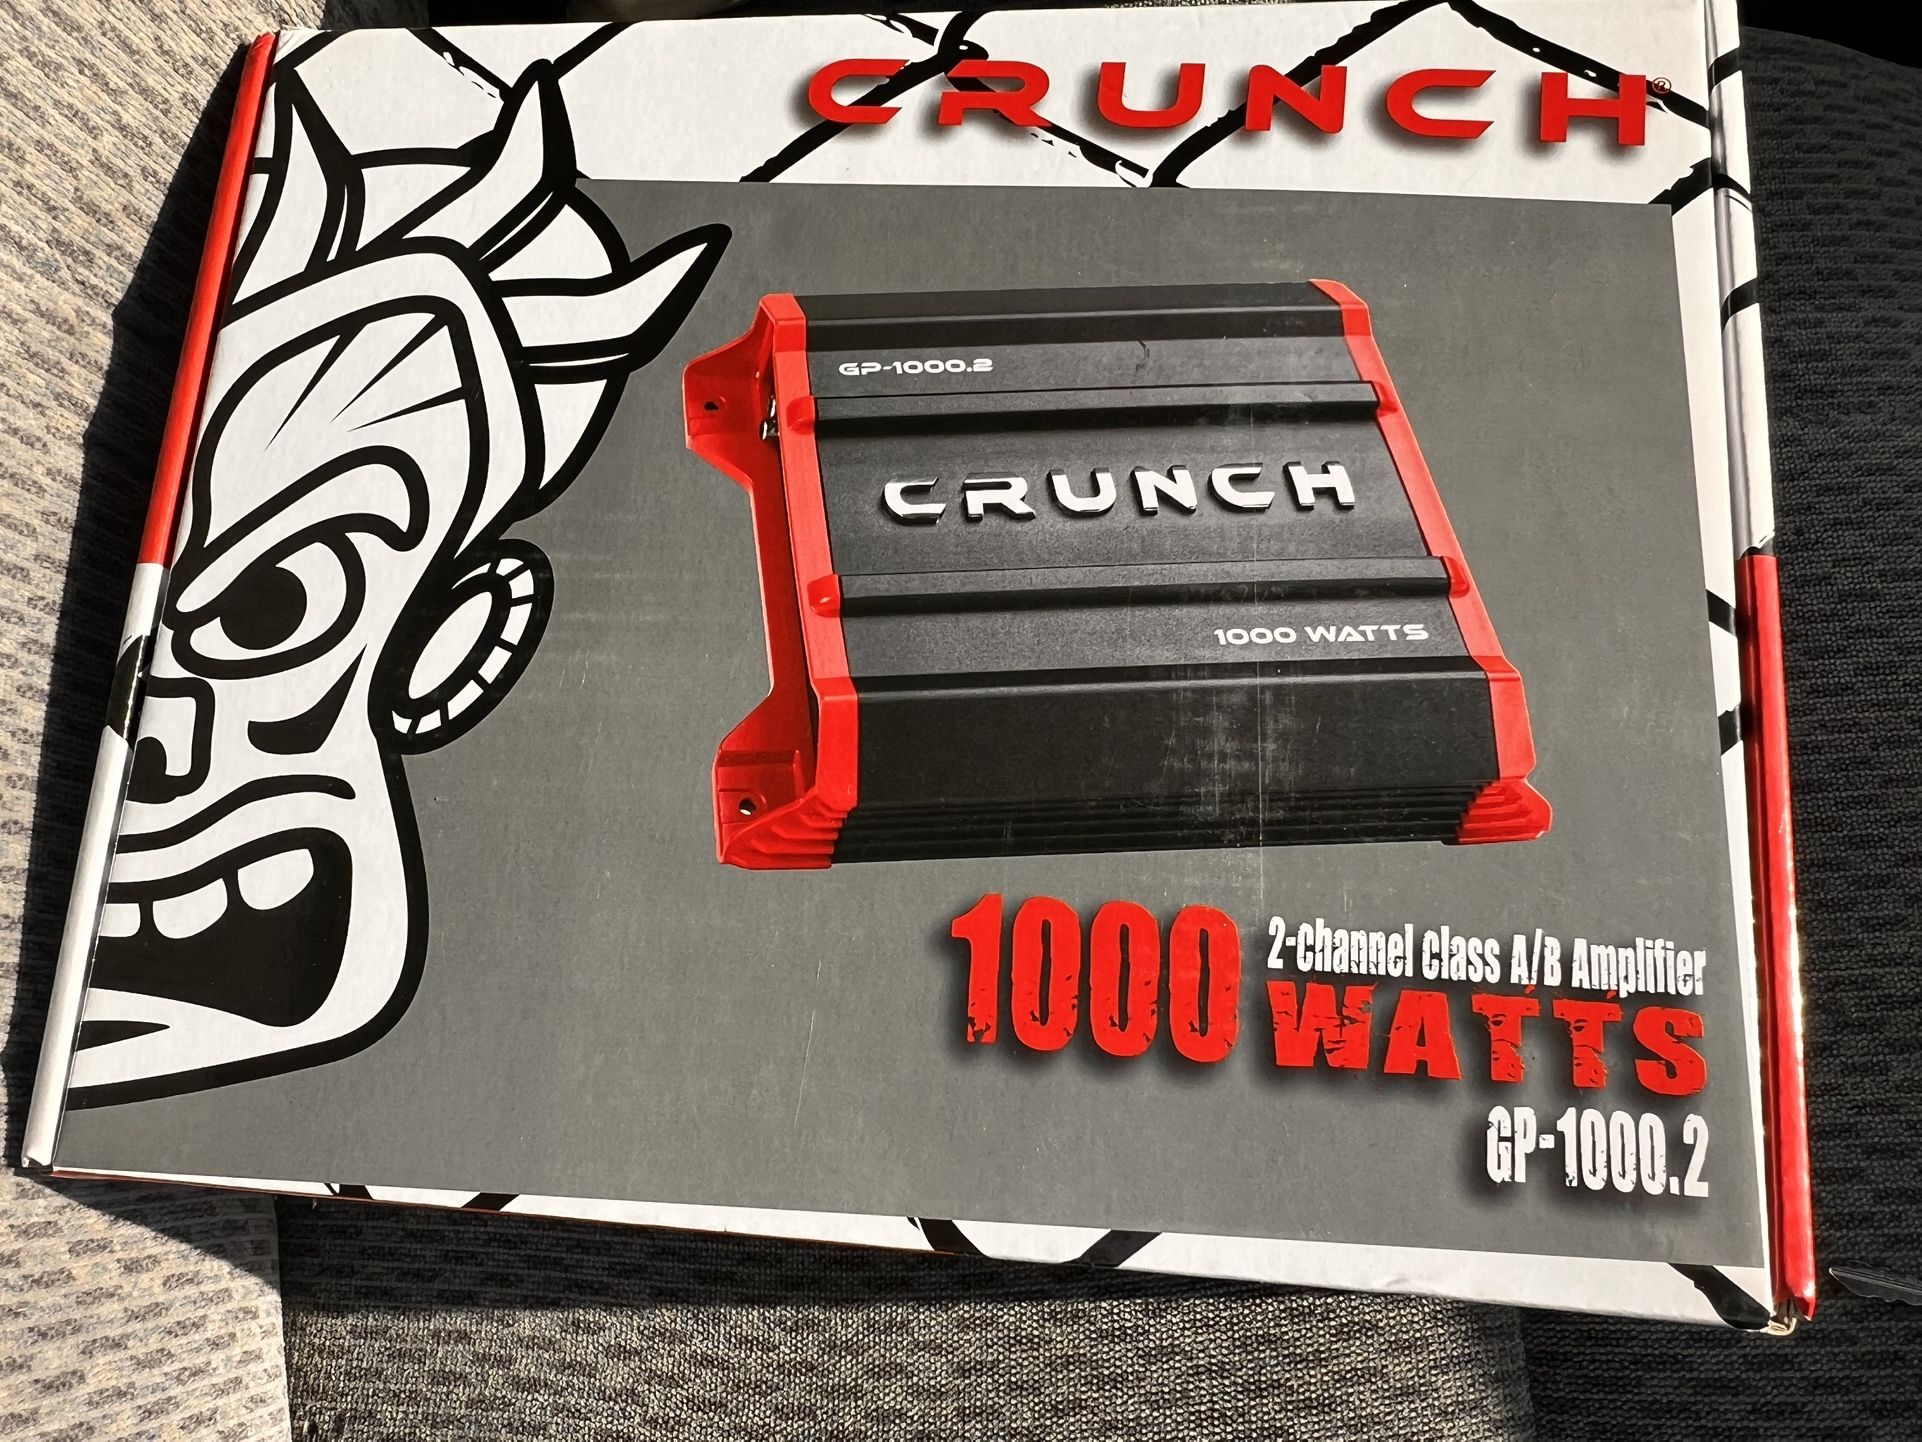 CRUNCH®
GP-1000.2
CRUNCH
1000 WATTS
1000
2-Channel Class A/B Amplifier
WATTS
GP-1000.2